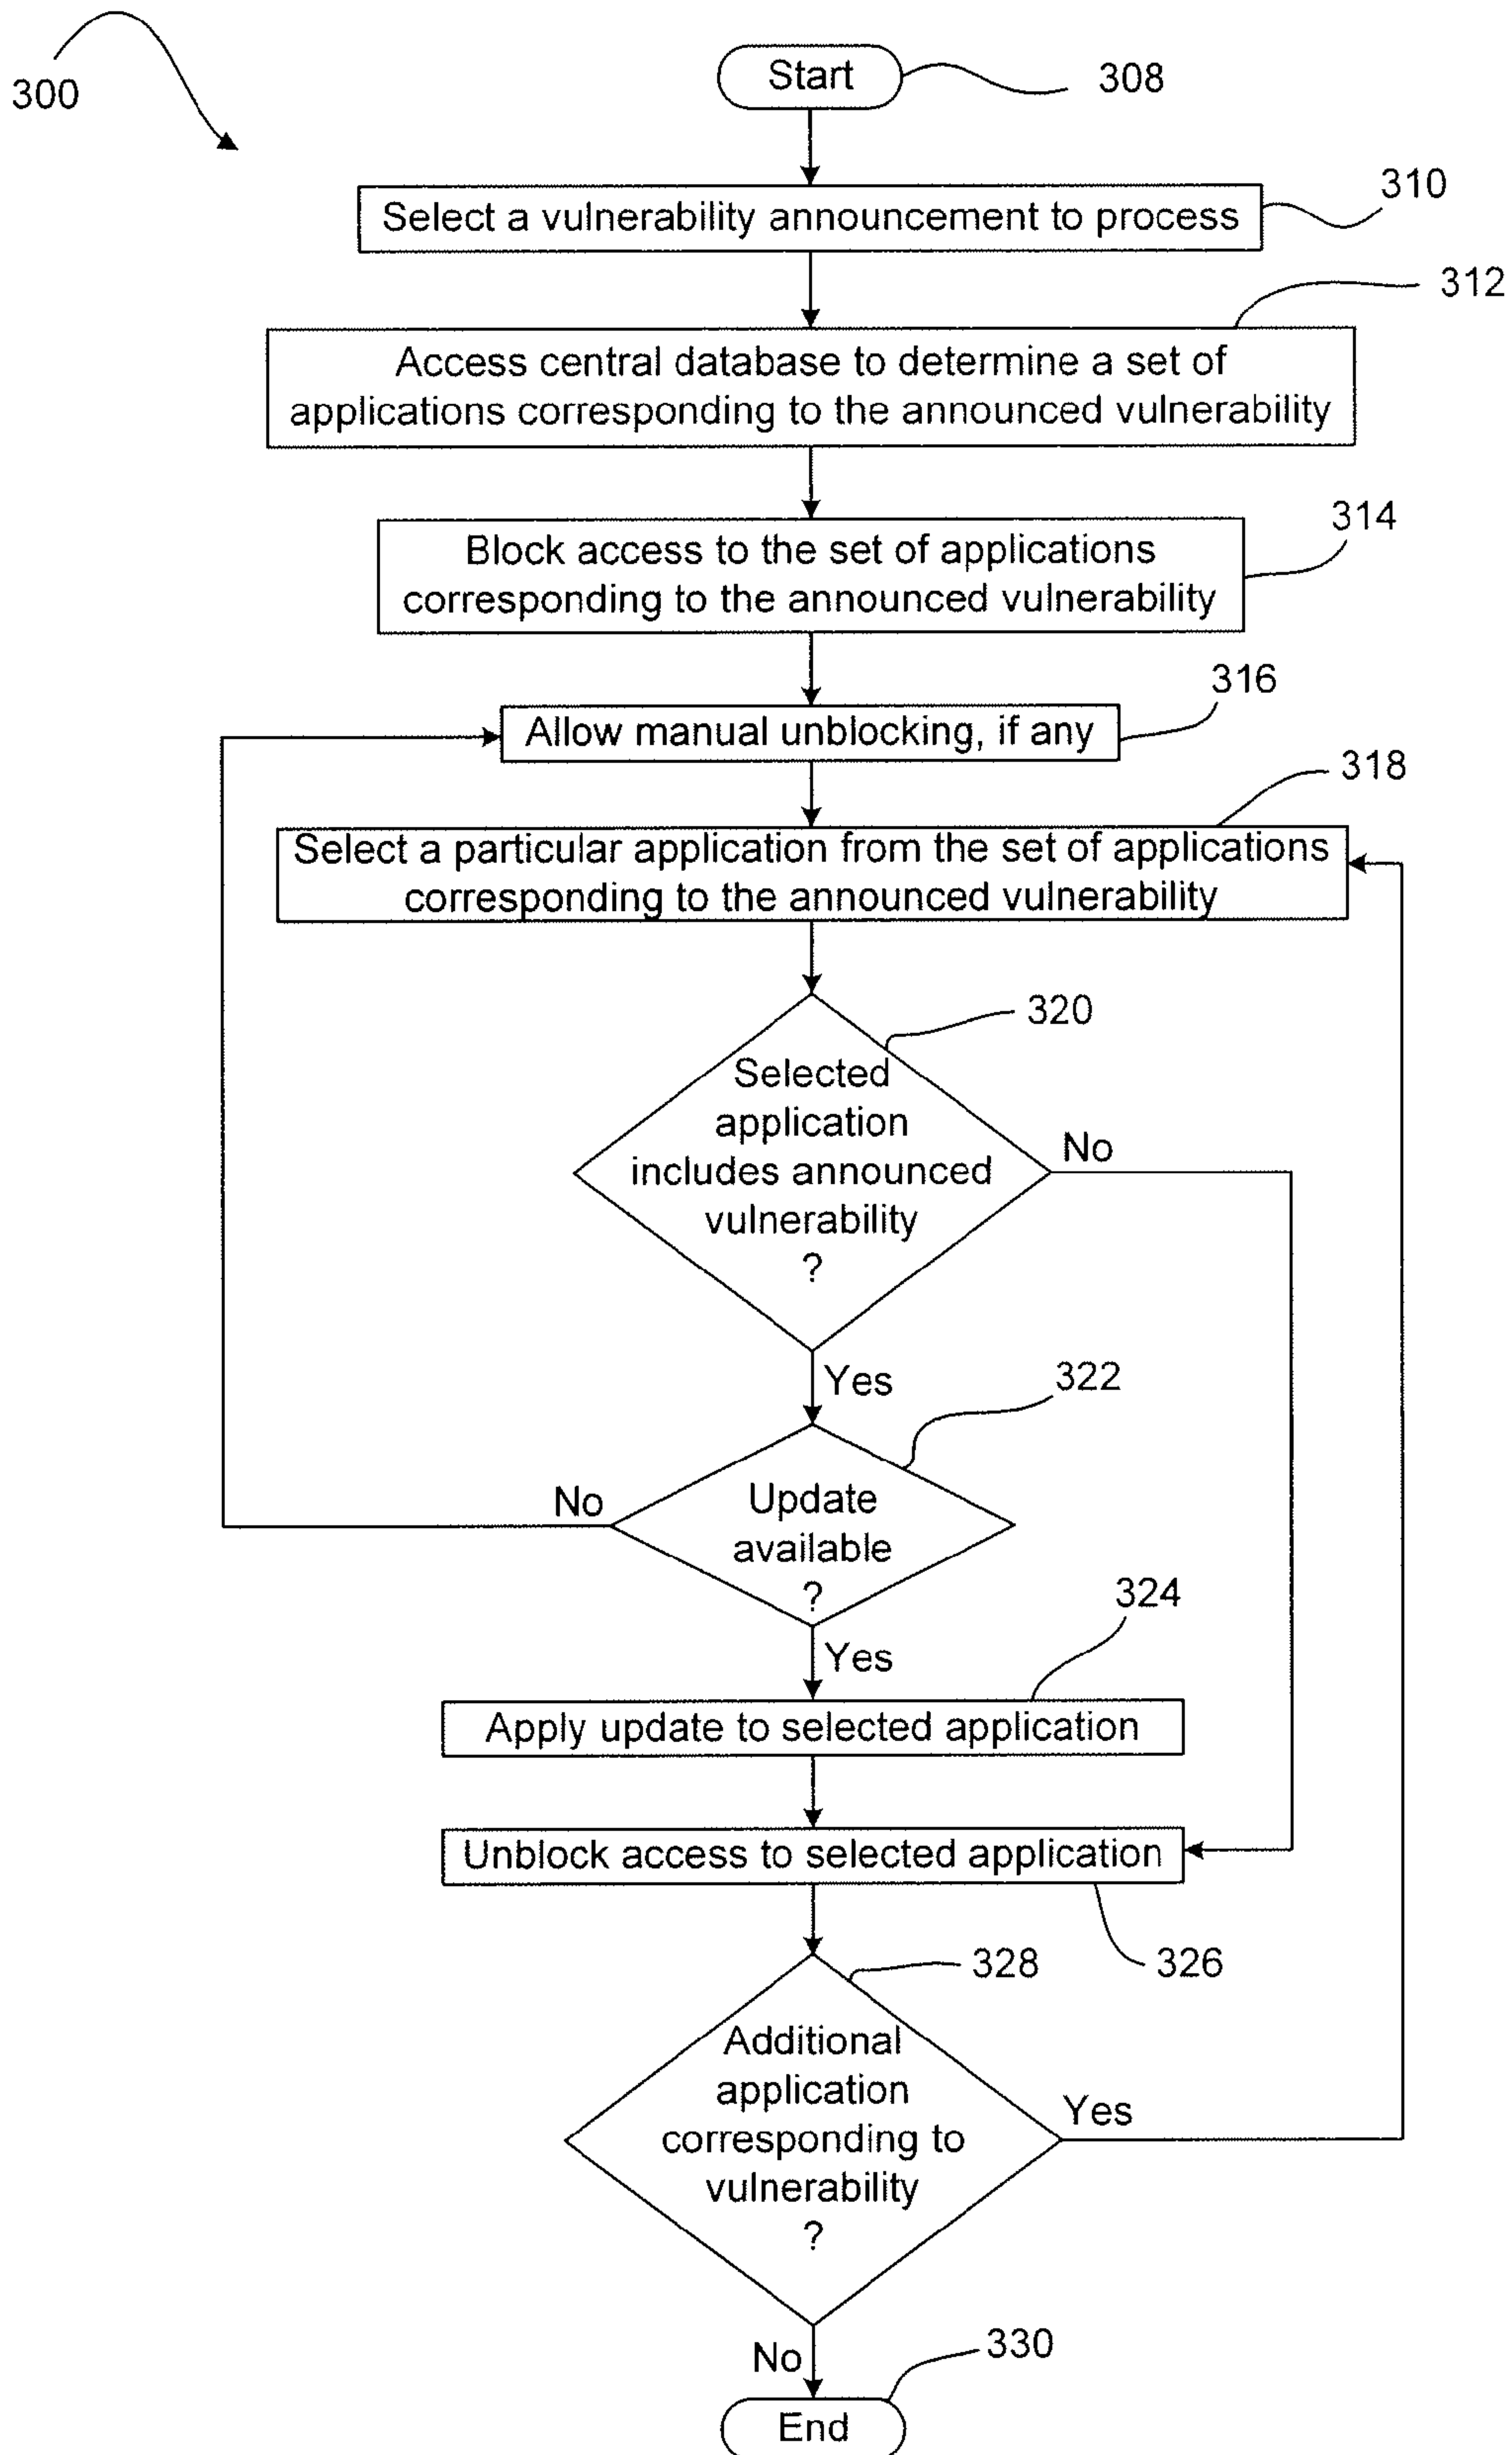 300
Start
308
310
Select a vulnerability announcement to process
312
Access central database to determine a set of
applications corresponding to the announced vulnerability
314
Block access to the set of applications
corresponding to the announced vulnerability
316
Allow manual unblocking, if any
318
Select a particular application from the set of applications
corresponding to the announced vulnerability
320
Selected
application
includes announced
vulnerability
?
No
Yes
322
Update
available
?
No
Yes
324
Apply update to selected application
Unblock access to selected application
326
328
Additional
application
corresponding to
vulnerability
?
Yes
No
330
End